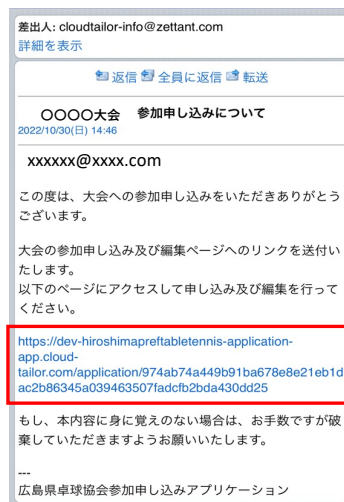 差出人: cloudtailor-info@zettant.com
詳細を表示
返信 全員に返信 転送
〇〇〇〇大会 参加申し込みについて
2022/10/30(日) 14:46
xxxxxx@xxxx.com
この度は、大会への参加申し込みをいただきありがとう
ございます。
大会の参加申し込み及び編集ページへのリンクを送付い
たします。
以下のページにアクセスして申し込み及び編集を行って
ください。
https://dev-hiroshimapreftabletennis-application-
app.cloud-
tailor.com/application/974ab74a449b91ba678e8e21eb1d
ac2b86345a039463507fadcfb2bda430dd25
もし、本内容に身に覚えのない場合は、お手数ですが破
棄していただきますようお願いいたします。
---
広島県卓球協会参加申し込みアプリケーション